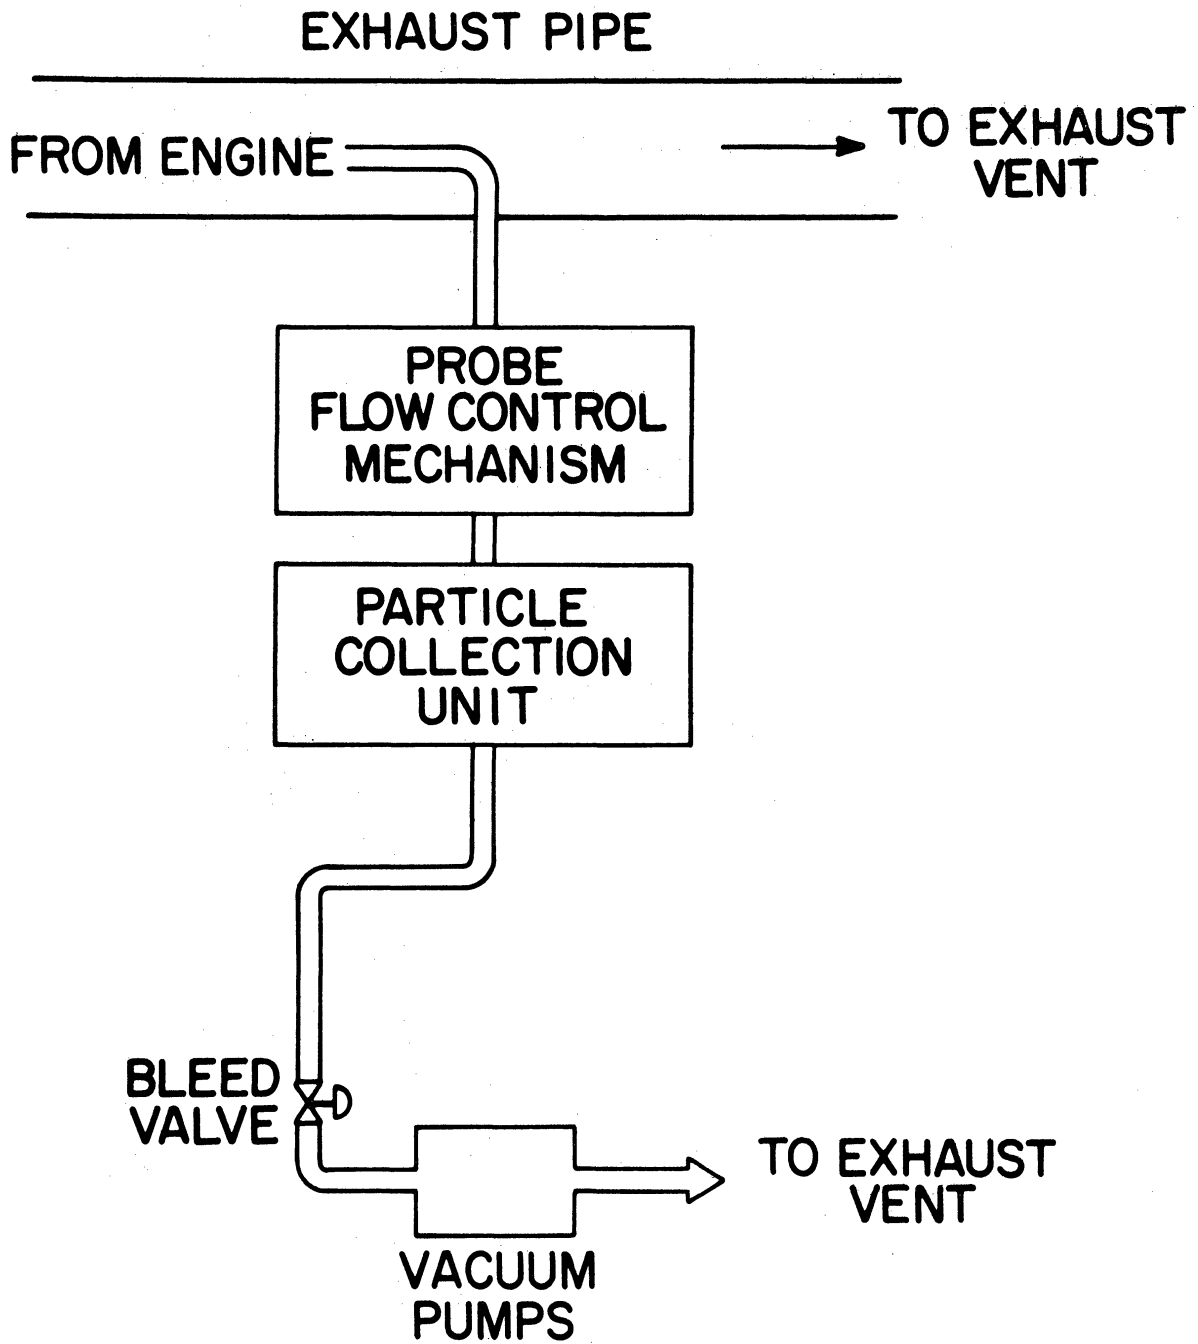 EXHAUST PIPE
FROM ENGINE
TO EXHAUST
VENT
PROBE
FLOW CONTROL
MECHANISM
PARTICLE
COLLECTION
UNIT
BLEED
VALVE
TO EXHAUST
VENT
VACUUM
PUMPS